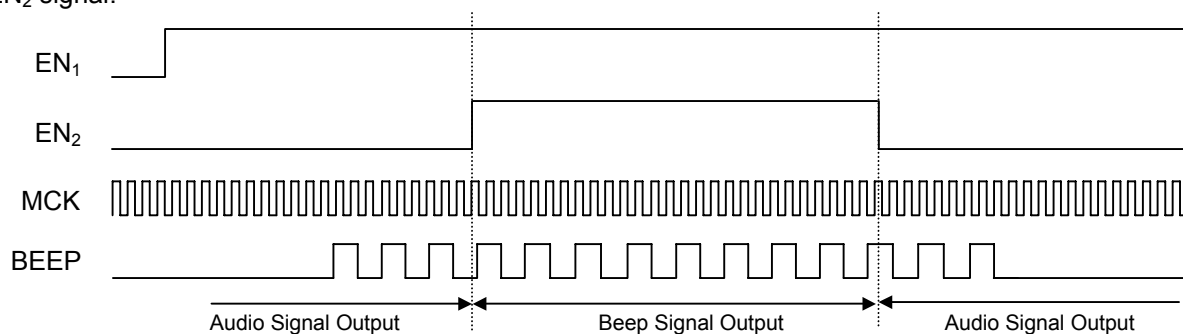 EN₂ signal.
EN₁
EN₂
MCK
BEEP
Audio Signal Output Beep Signal Output Audio Signal Output